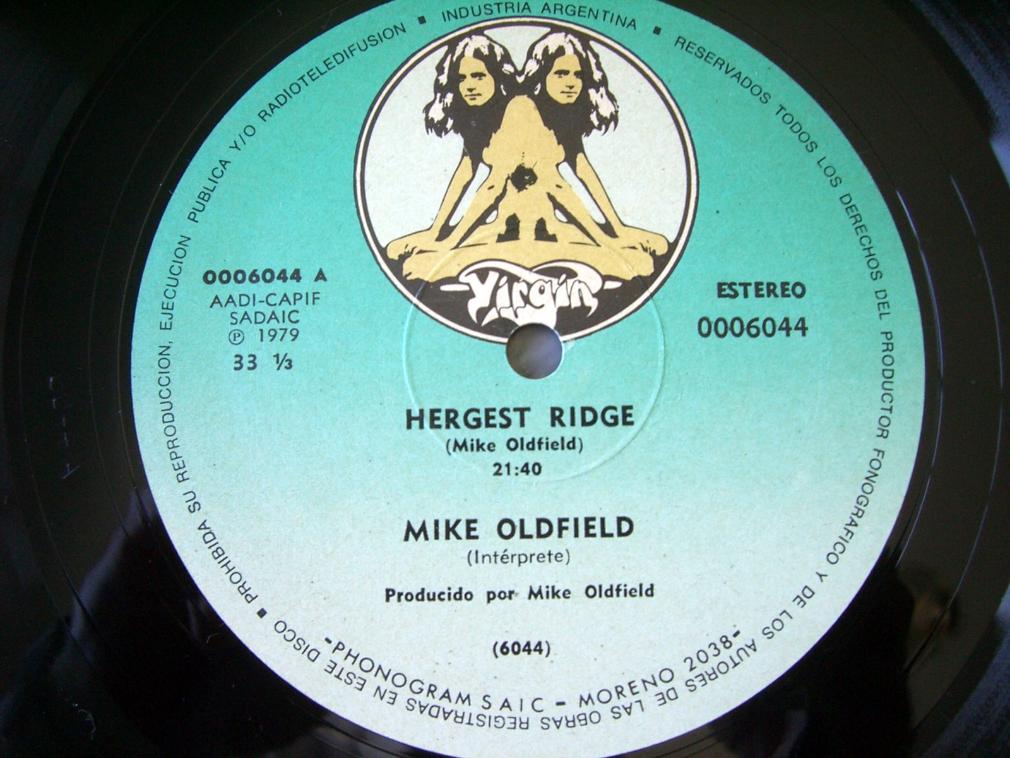 PROHIBIDA SU REPRODUCCION, EJECUCION PUBLICA Y/O RADIOTELEDIFUSION ▪ INDUSTRIA ARGENTINA ▪ RESERVADOS TODOS LOS DERECHOS DEL PRODUCTOR FONOGRAFICO Y DE LOS AUTORES DE LAS OBRAS REGISTRADAS EN ESTE DISCO ▪
Virgin
0006044 A
AADI-CAPIF
SADAIC
℗ 1979
33 ⅓
ESTEREO
0006044
HERGEST RIDGE
(Mike Oldfield)
21:40
MIKE OLDFIELD
(Intérprete)
Producido por Mike Oldfield
(6044)
-PHONOGRAM SAIC - MORENO 2038-